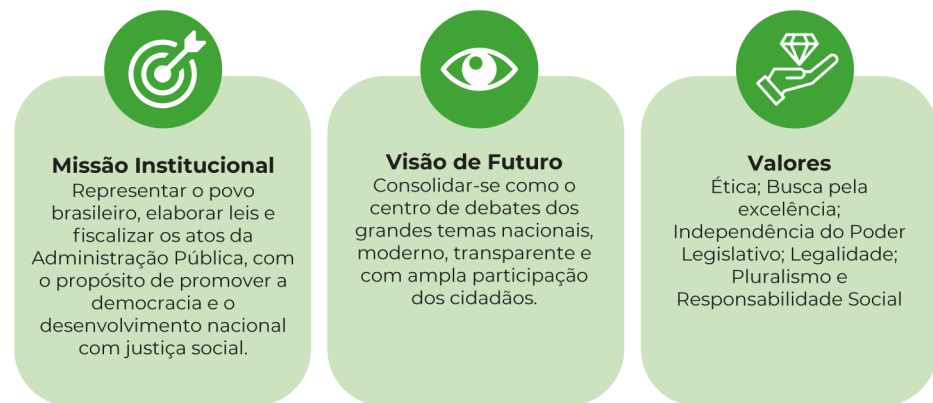 Missão Institucional
Representar o povo
brasileiro, elaborar leis e
fiscalizar os atos da
Administração Pública, com
o propósito de promover a
democracia e o
desenvolvimento nacional
com justiça social.
Visão de Futuro
Consolidar-se como o
centro de debates dos
grandes temas nacionais,
moderno, transparente e
com ampla participação
dos cidadãos.
Valores
Ética; Busca pela
excelência;
Independência do Poder
Legislativo; Legalidade;
Pluralismo e
Responsabilidade Social